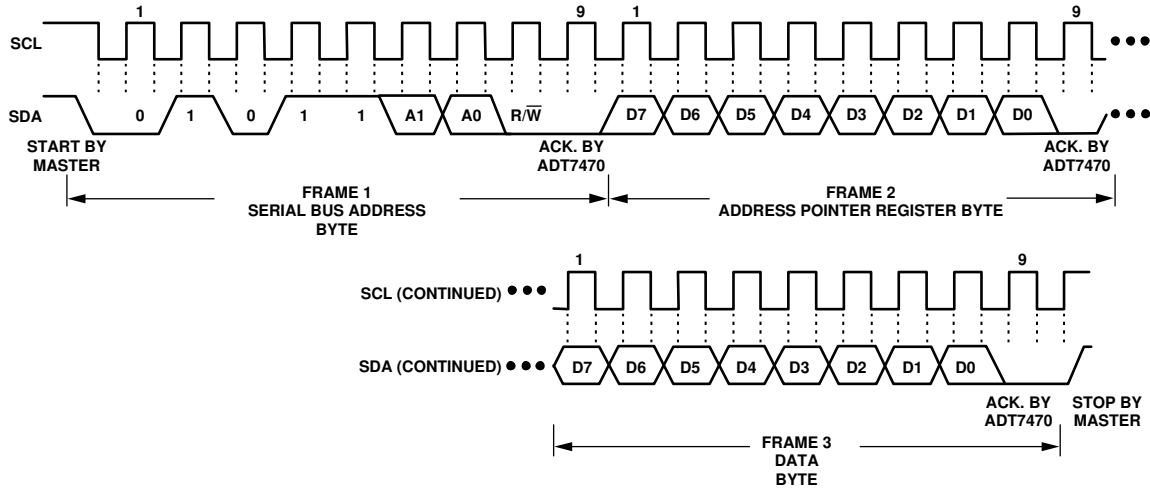 1 9 1 9
SCL
SDA 0 1 0 1 1 A1 A0 R/W̅ D7 D6 D5 D4 D3 D2 D1 D0
START BY
MASTER
ACK. BY
ADT7470
ACK. BY
ADT7470
FRAME 1
SERIAL BUS ADDRESS
BYTE
FRAME 2
ADDRESS POINTER REGISTER BYTE
1 9
SCL (CONTINUED)
SDA (CONTINUED) D7 D6 D5 D4 D3 D2 D1 D0
ACK. BY
ADT7470
STOP BY
MASTER
FRAME 3
DATA
BYTE